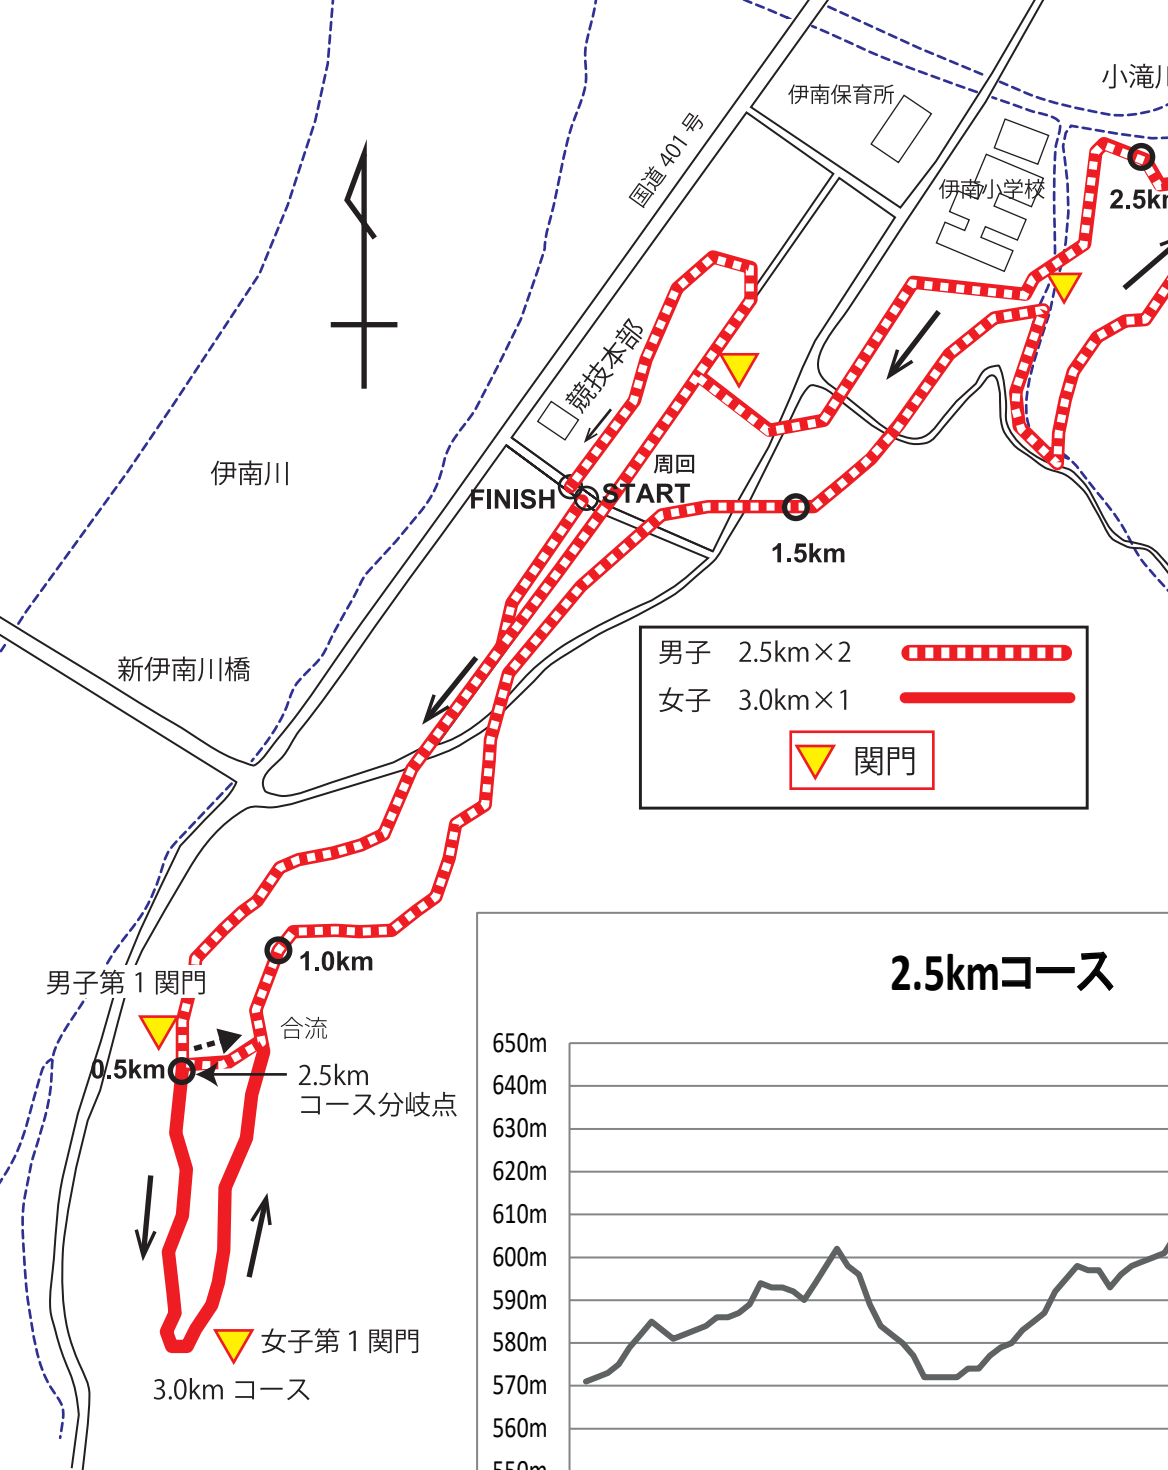 小滝川
伊南保育所
国道 401 号
伊南小学校
2.5km
競技本部
伊南川
周回
FINISH
START
1.5km
新伊南川橋
男子 2.5km×2
女子 3.0km×1
関門
1.0km
男子第 1 関門
合流
0.5km
2.5km
コース分岐点
女子第 1 関門
3.0km コース
2.5kmコース
650m
640m
630m
620m
610m
600m
590m
580m
570m
560m
550m